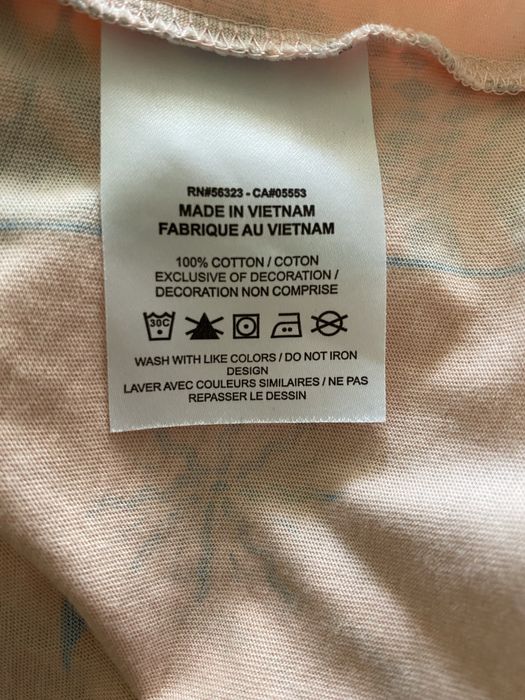 RN#56323 - CA#05553
MADE IN VIETNAM
FABRIQUE AU VIETNAM
100% COTTON / COTON
EXCLUSIVE OF DECORATION /
DECORATION NON COMPRISE
30C
WASH WITH LIKE COLORS / DO NOT IRON
DESIGN
LAVER AVEC COULEURS SIMILAIRES / NE PAS
REPASSER LE DESSIN